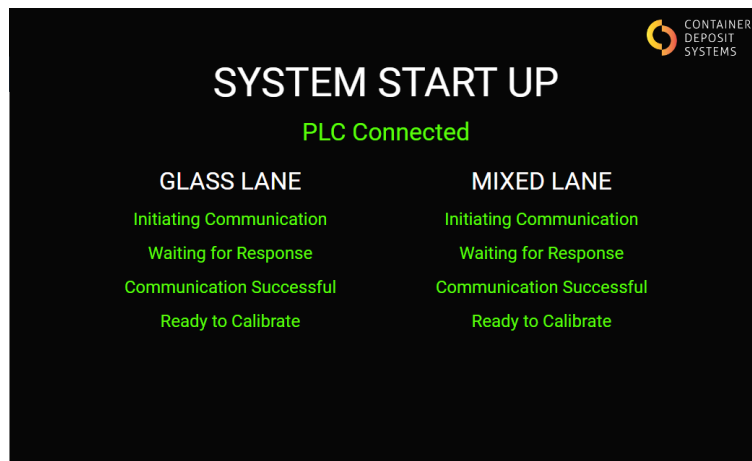 CONTAINER
DEPOSIT
SYSTEMS
SYSTEM START UP
PLC Connected
GLASS LANE
Initiating Communication
Waiting for Response
Communication Successful
Ready to Calibrate
MIXED LANE
Initiating Communication
Waiting for Response
Communication Successful
Ready to Calibrate